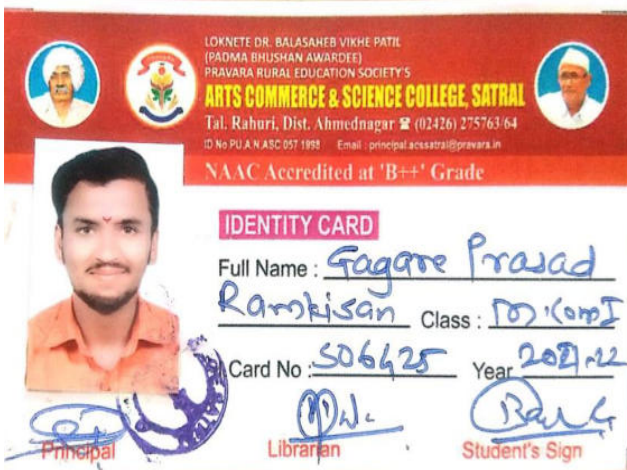 LOKNETE DR. BALASAHEB VIKHE PATIL
(PADMA BHUSHAN AWARDEE)
PRAVARA RURAL EDUCATION SOCIETY'S
ARTS COMMERCE & SCIENCE COLLEGE, SATRAL
Tal. Rahuri, Dist. Ahmednagar ☎ (02426) 275763/64
ID No PU.A.N.ASC 057 1998 Email : principal.acssatral@pravara.in
NAAC Accredited at 'B++' Grade
IDENTITY CARD
Full Name : Gagare Prasad
Ramkisan Class : M.Com I
Card No : S06425 Year 2021-22
Principal Librarian Student's Sign